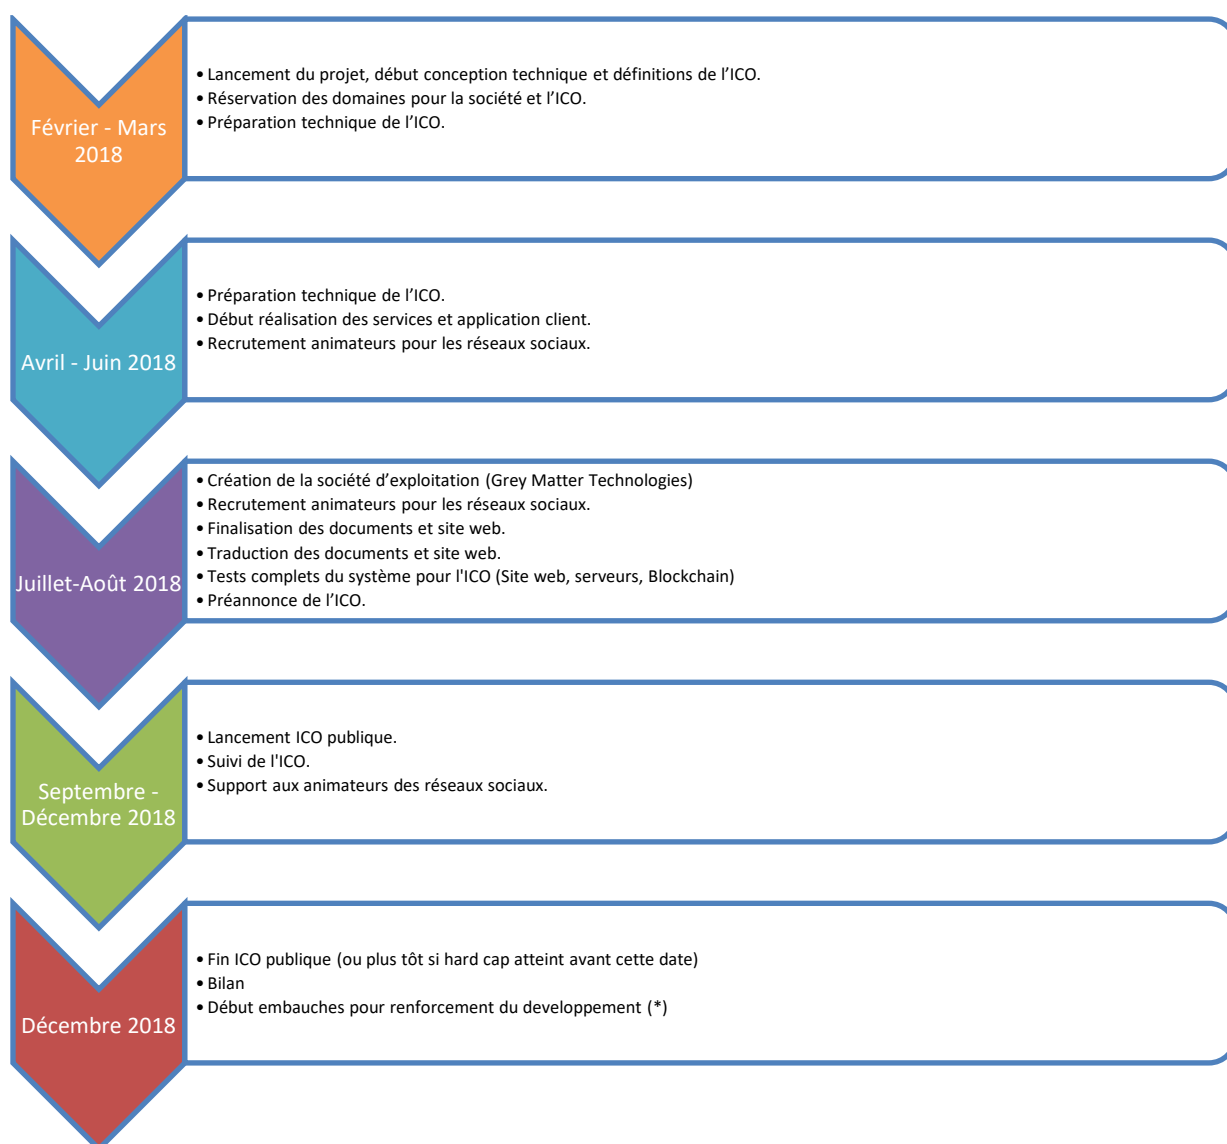 Février - Mars
2018
• Lancement du projet, début conception technique et définitions de l’ICO.
• Réservation des domaines pour la société et l’ICO.
• Préparation technique de l’ICO.
Avril - Juin 2018
• Préparation technique de l’ICO.
• Début réalisation des services et application client.
• Recrutement animateurs pour les réseaux sociaux.
Juillet-Août 2018
• Création de la société d’exploitation (Grey Matter Technologies)
• Recrutement animateurs pour les réseaux sociaux.
• Finalisation des documents et site web.
• Traduction des documents et site web.
• Tests complets du système pour l'ICO (Site web, serveurs, Blockchain)
• Préannonce de l’ICO.
Septembre -
Décembre 2018
• Lancement ICO publique.
• Suivi de l'ICO.
• Support aux animateurs des réseaux sociaux.
Décembre 2018
• Fin ICO publique (ou plus tôt si hard cap atteint avant cette date)
• Bilan
• Début embauches pour renforcement du developpement (*)